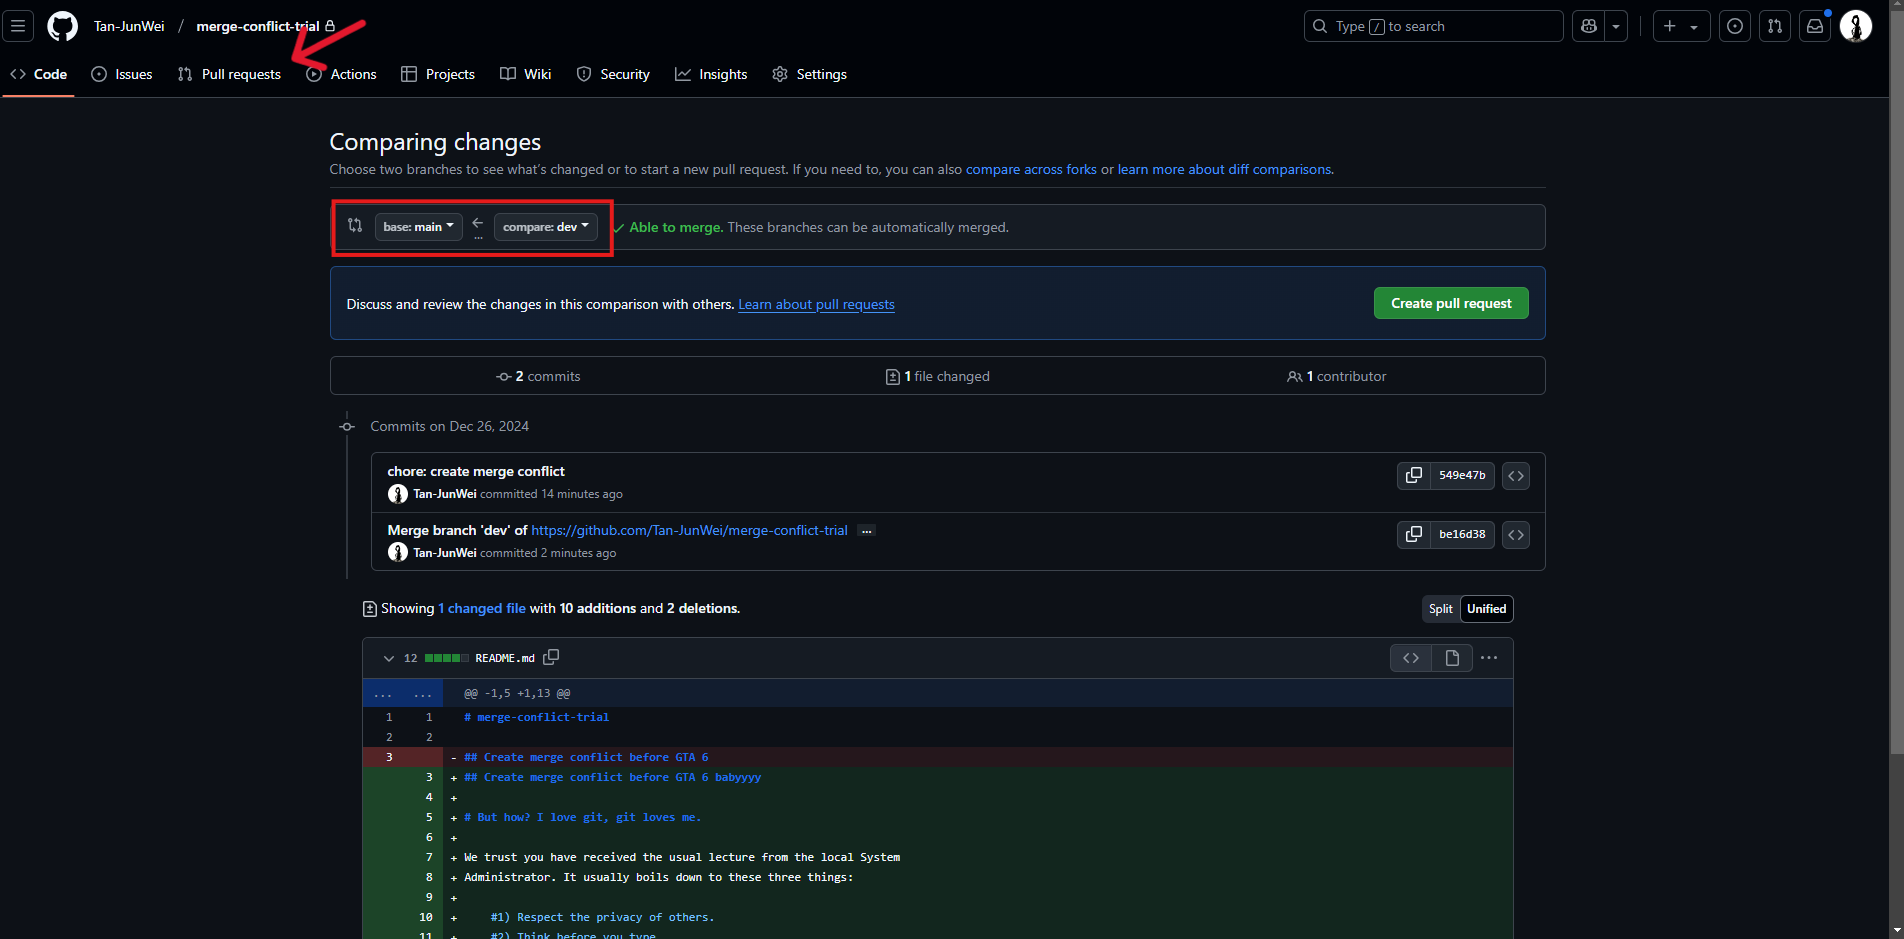 Tan-JunWei / merge-conflict-trial
Type / to search
Code Issues Pull requests Actions Projects Wiki Security Insights Settings
Comparing changes
Choose two branches to see what's changed or to start a new pull request. If you need to, you can also compare across forks or learn more about diff comparisons.
base: main ← compare: dev ✓ Able to merge. These branches can be automatically merged.
...
Discuss and review the changes in this comparison with others. Learn about pull requests
Create pull request
2 commits 1 file changed 1 contributor
Commits on Dec 26, 2024
chore: create merge conflict
549e47b
Tan-JunWei committed 14 minutes ago
Merge branch 'dev' of https://github.com/Tan-JunWei/merge-conflict-trial ...
be16d38
Tan-JunWei committed 2 minutes ago
Showing 1 changed file with 10 additions and 2 deletions.
Split Unified
12 README.md
... ... @@ -1,5 +1,13 @@
1 1 # merge-conflict-trial
2 2
3 - ## Create merge conflict before GTA 6
3 + ## Create merge conflict before GTA 6 babyyyy
4 +
5 + # But how? I love git, git loves me.
6 +
7 + We trust you have received the usual lecture from the local System
8 + Administrator. It usually boils down to these three things:
9 +
10 + #1) Respect the privacy of others.
11 + #2) Think before you type.